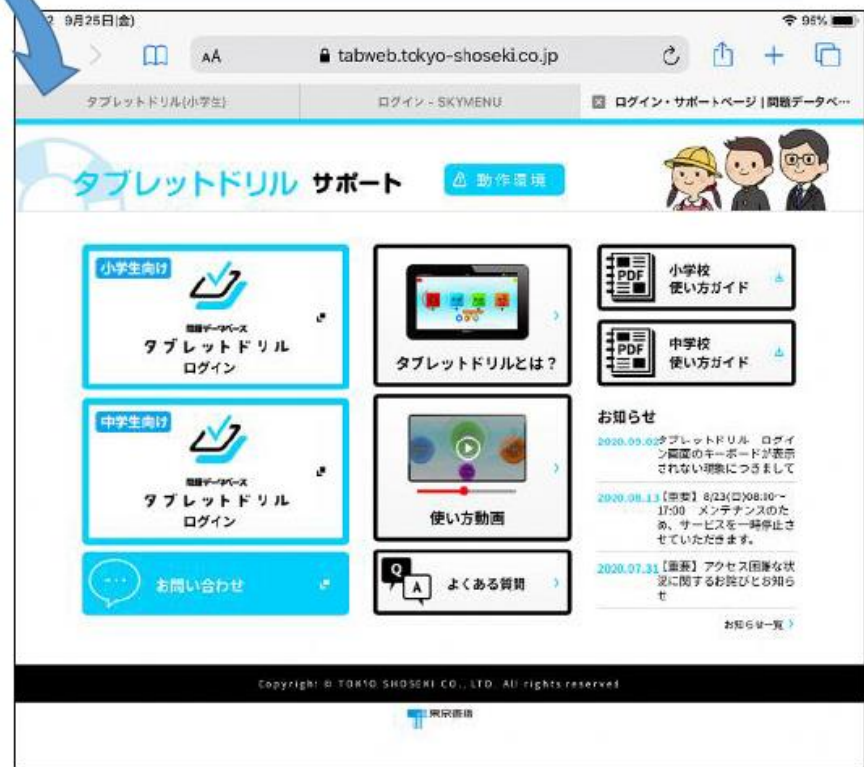 9月25日(金)
96%
AA
tabweb.tokyo-shoseki.co.jp
タブレットドリル(小学生)
ログイン - SKYMENU
ログイン・サポートページ | 問題データベ…
タブレットドリル サポート
動作環境
小学生向け
問題データベース
タブレットドリル
ログイン
タブレットドリルとは?
PDF
小学校
使い方ガイド
PDF
中学校
使い方ガイド
中学生向け
問題データベース
タブレットドリル
ログイン
使い方動画
お知らせ
2020.09.02 タブレットドリル ログイ
ン画面のキーボードが表示
されない現象につきまして
2020.08.13 【重要】8/23(日)08:00~
17:00 メンテナンスのた
め、サービスを一時停止さ
せていただきます。
2020.07.31 【重要】アクセス困難な状
況に関するお詫びとお知ら
せ
お知らせ一覧
お問い合わせ
Q
A
よくある質問
Copyright © TOKYO SHOSEKI CO., LTD. All rights reserved
東京書籍